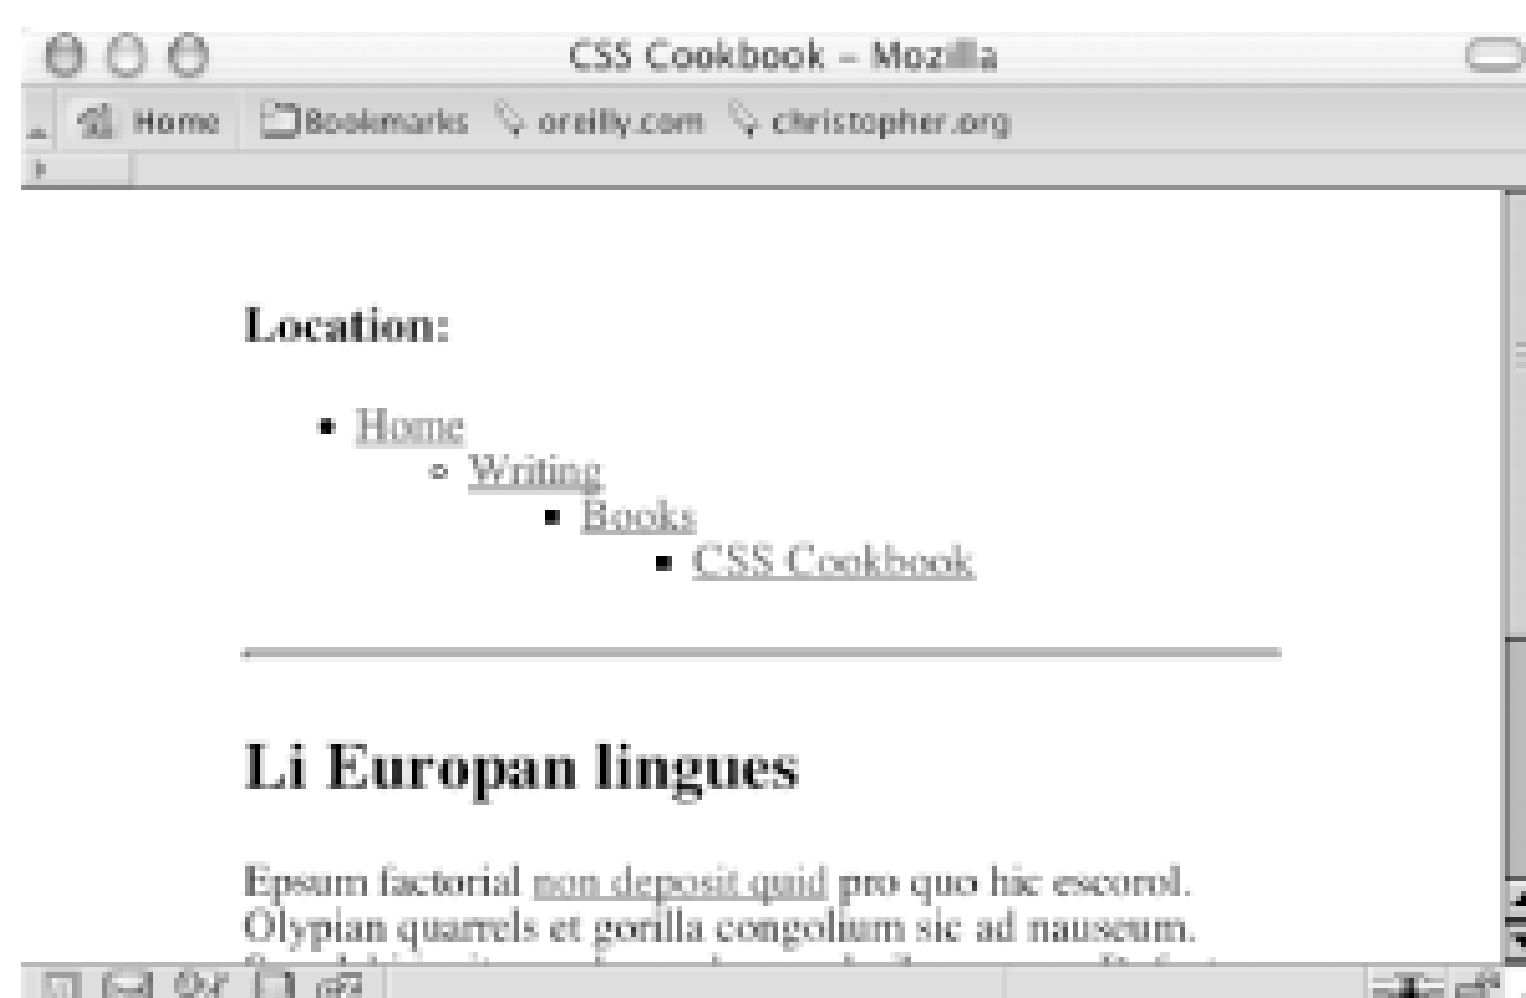 CSS Cookbook – Mozilla
Home Bookmarks oreilly.com christopher.org
Location:
Home
Writing
Books
CSS Cookbook
Li Europan lingues
Epsum factorial non deposit quid pro quo hic escorol.
Olypian quarrels et gorilla congolium sic ad nauseum.